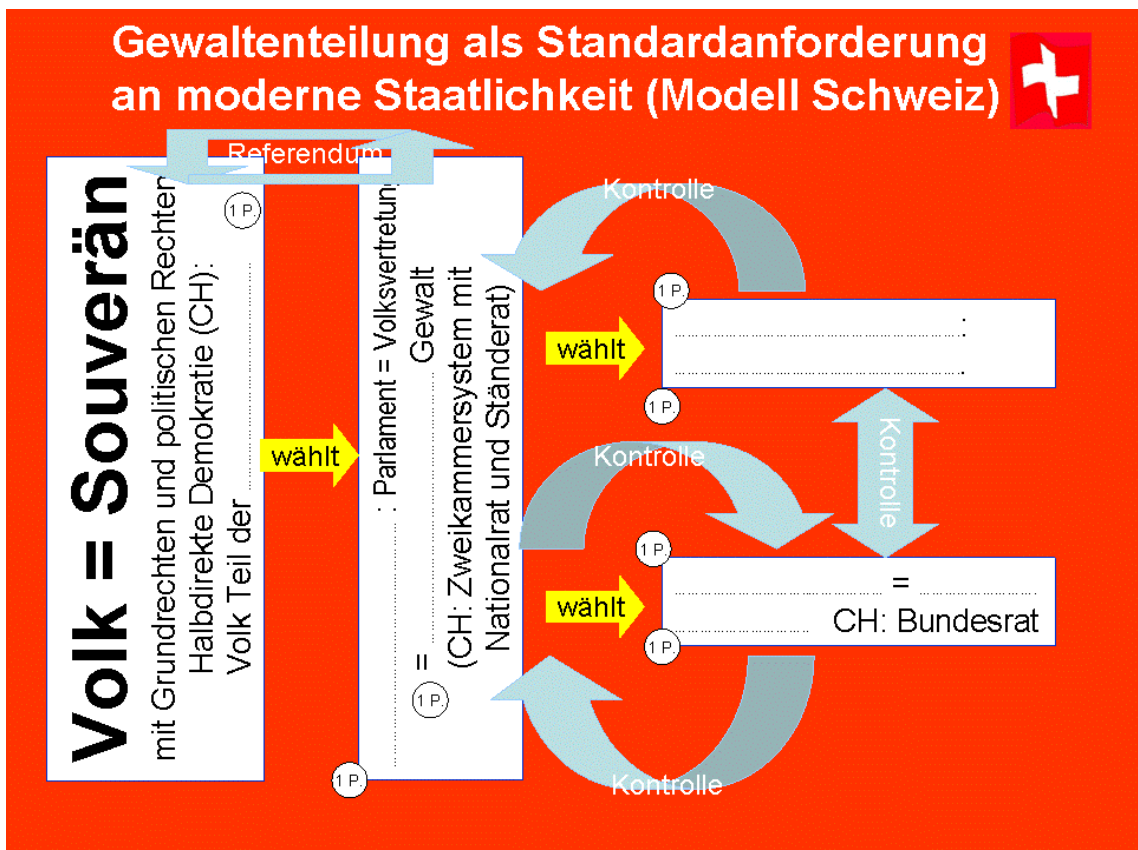 Gewaltenteilung als Standardanforderung
an moderne Staatlichkeit (Modell Schweiz)
Referendum
Volk = Souverän
mit Grundrechten und politischen Rechten
Halbdirekte Demokratie (CH):
Volk Teil der ........................................
1 P.
wählt
........................................ : Parlament = Volksvertretung
1 P.
= ........................................ Gewalt
1 P.
(CH: Zweikammersystem mit
Nationalrat und Ständerat)
Kontrolle
wählt
1 P.
........................................ :
........................................ .
1 P.
Kontrolle
Kontrolle
wählt
1 P.
........................................ = ....................
.................... CH: Bundesrat
1 P.
Kontrolle